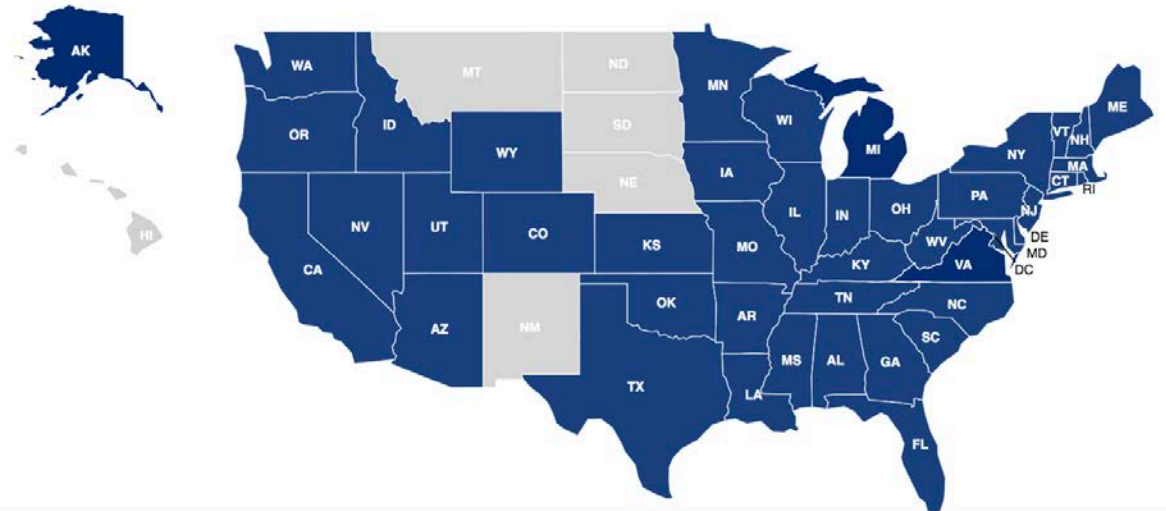 AK
WA
MT
ND
MN
ME
OR
ID
SD
WI
VT
NH
WY
MI
NY
MA
CT
RI
IA
NE
PA
NJ
NV
UT
CO
IL
IN
OH
HI
KS
MO
WV
DE
MD
CA
KY
VA
DC
AZ
NM
OK
AR
TN
NC
SC
TX
MS
AL
GA
LA
FL